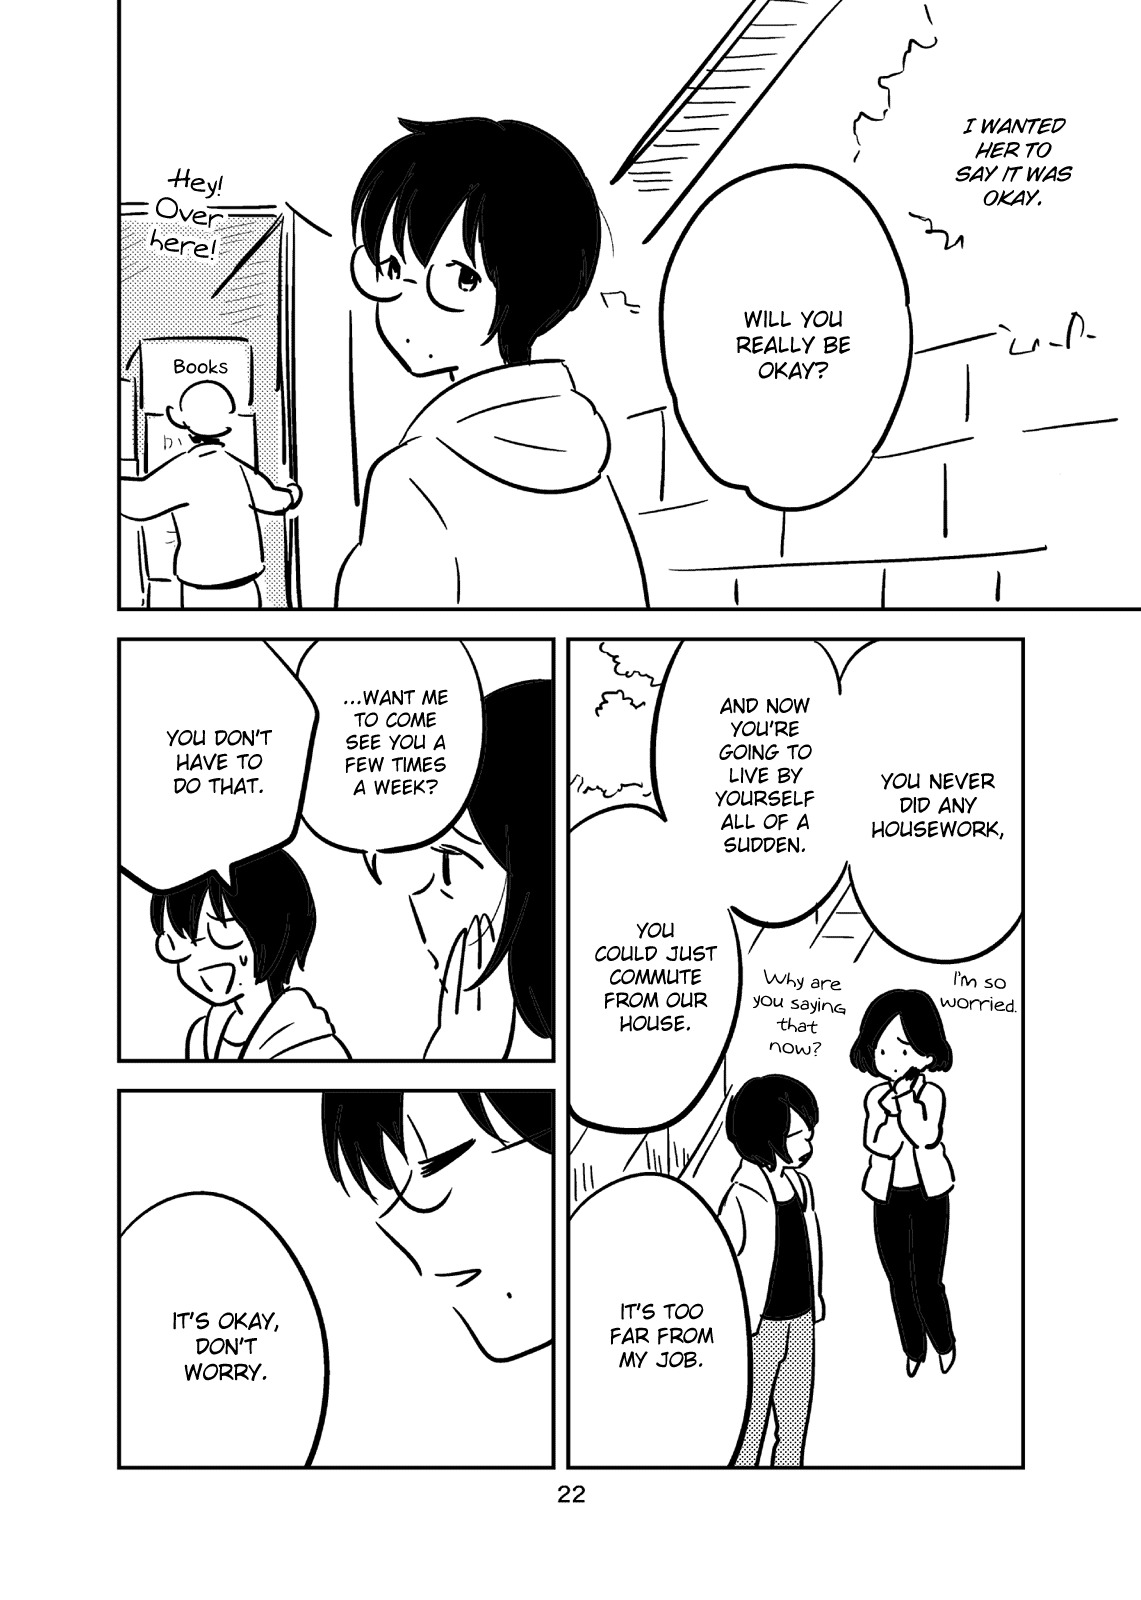 I WANTED
HER TO
SAY IT WAS
OKAY.
WILL YOU
REALLY BE
OKAY?
Hey!
Over
here!
Books
YOU NEVER
DID ANY
HOUSEWORK,
AND NOW
YOU'RE
GOING TO
LIVE BY
YOURSELF
ALL OF A
SUDDEN.
YOU
COULD JUST
COMMUTE
FROM OUR
HOUSE.
I'm so
worried.
Why are
you saying
that
now?
IT'S TOO
FAR FROM
MY JOB.
...WANT ME
TO COME
SEE YOU A
FEW TIMES
A WEEK?
YOU DON'T
HAVE TO
DO THAT.
IT'S OKAY,
DON'T
WORRY.
22